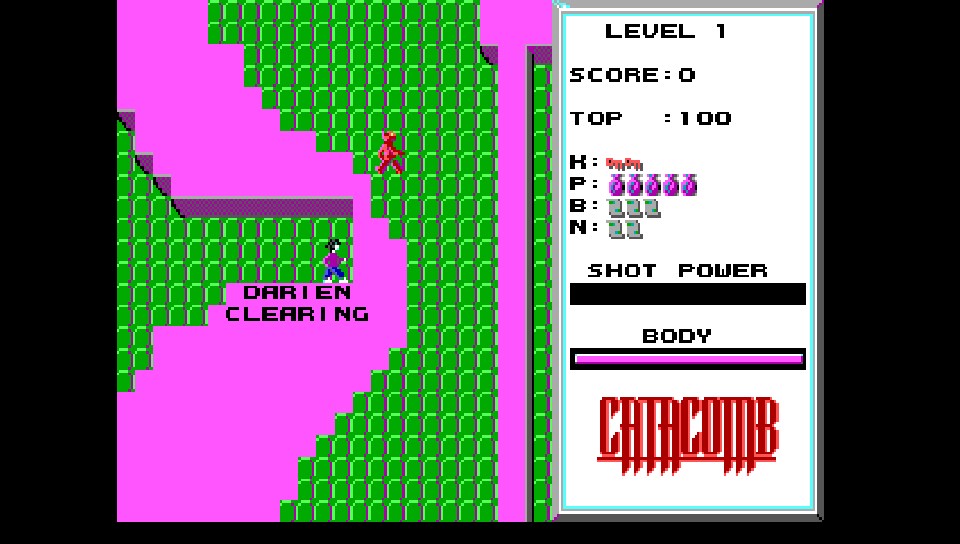 LEVEL 1
SCORE:0
TOP :100
K:
P:
B:
N:
SHOT POWER
BODY
CATACOMB
DARIEN
CLEARING